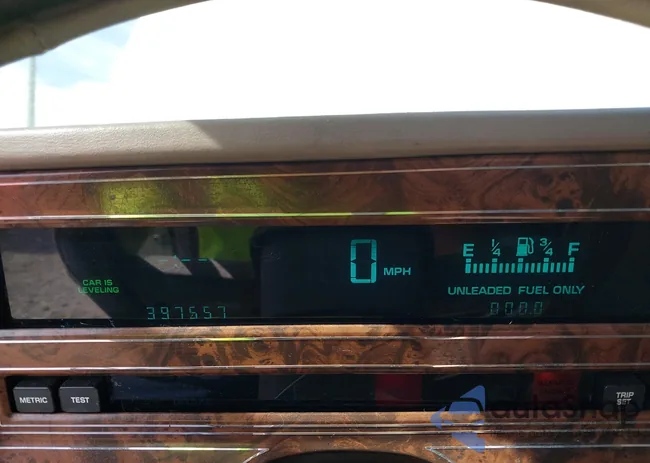 E 1/4 3/4 F
0 MPH
CAR IS
LEVELING
UNLEADED FUEL ONLY
397557
000.0
METRIC
TEST
TRIP
SET
autashop